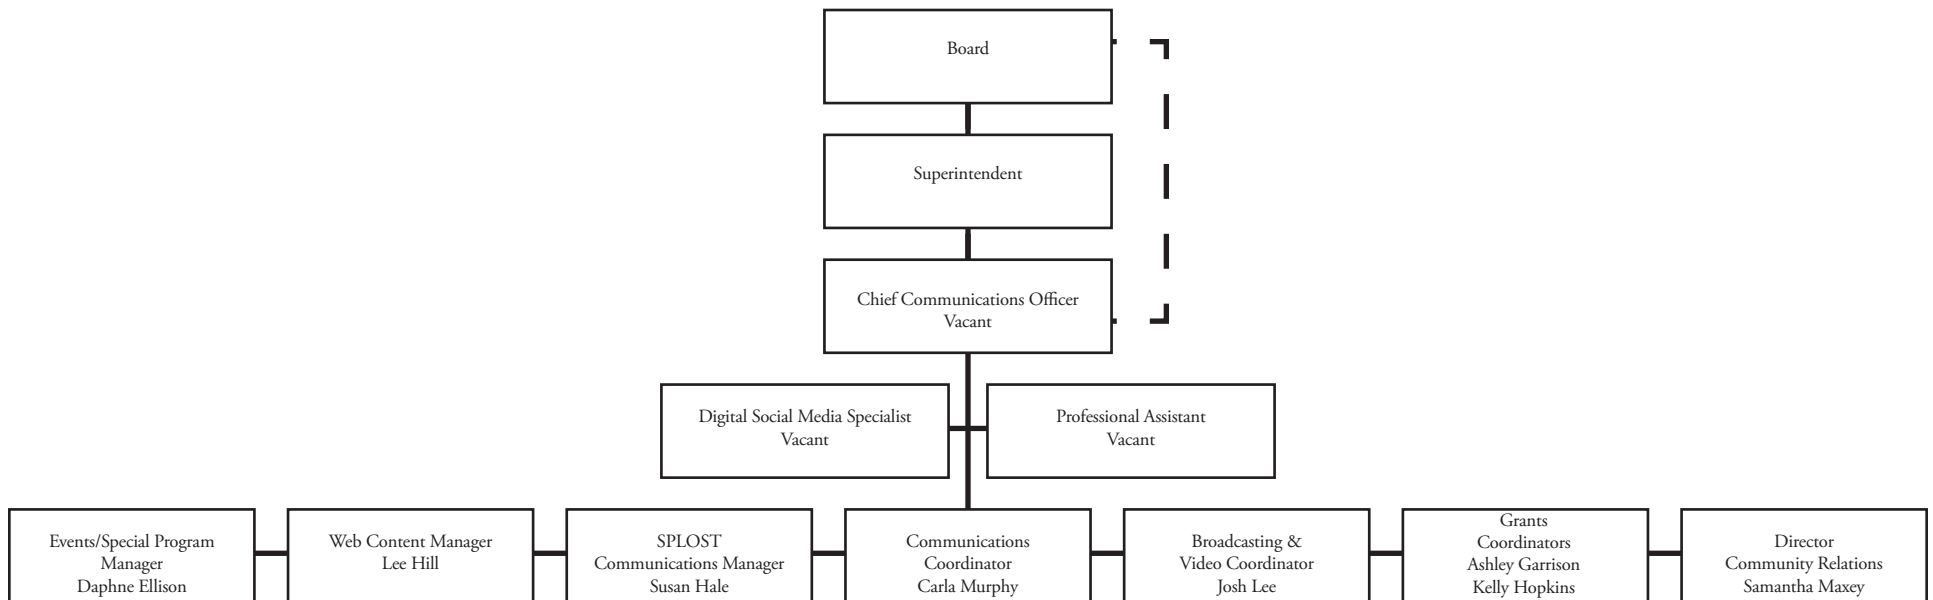 Board
Superintendent
Chief Communications Officer
Vacant
Digital Social Media Specialist
Vacant
Professional Assistant
Vacant
Events/Special Program
Manager
Daphne Ellison
Web Content Manager
Lee Hill
SPLOST
Communications Manager
Susan Hale
Communications
Coordinator
Carla Murphy
Broadcasting &
Video Coordinator
Josh Lee
Grants
Coordinators
Ashley Garrison
Kelly Hopkins
Director
Community Relations
Samantha Maxey